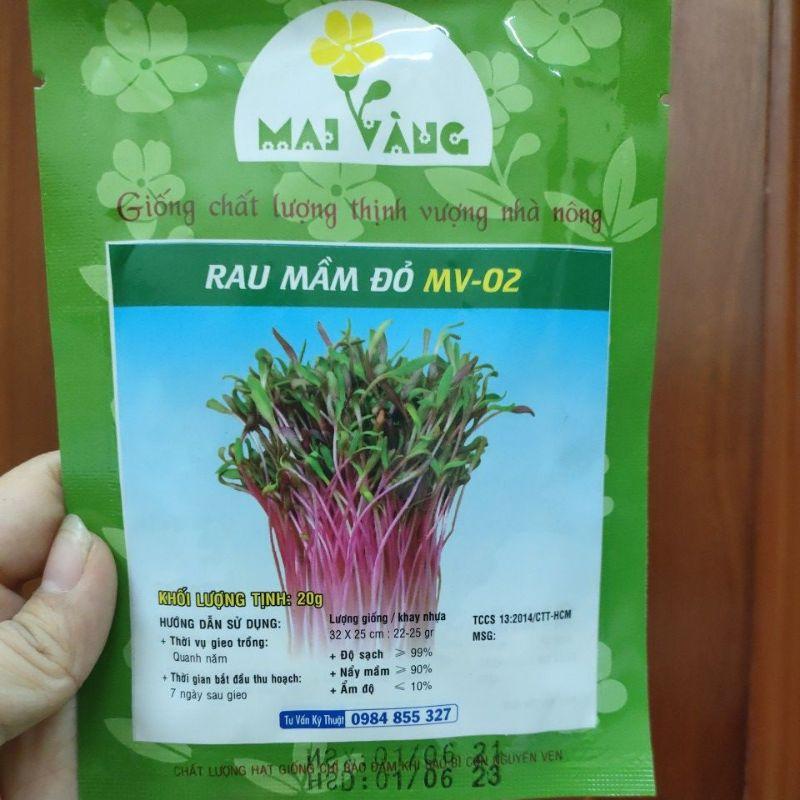 MAI VÀNG
Giống chất lượng thịnh vượng nhà nông
RAU MẦM ĐỎ MV-02
KHỐI LƯỢNG TỊNH: 20g
HƯỚNG DẪN SỬ DỤNG:
+ Thời vụ gieo trồng:
Quanh năm
+ Thời gian bắt đầu thu hoạch:
7 ngày sau gieo
Lượng giống / khay nhựa
32 X 25 cm : 22-25 gr
+ Độ sạch ⩾ 99%
+ Nẩy mầm ⩾ 90%
+ Ẩm độ < 10%
TCCS 13:2014/CTT-HCM
MSG:
Tư Vấn Kỹ Thuật 0984 855 327
NSX:01/06 21
CHẤT LƯỢNG HẠT GIỐNG CHỈ BẢO ĐẢM KHI BAO BÌ CÒN NGUYÊN VẸN
HSD:01/06 23